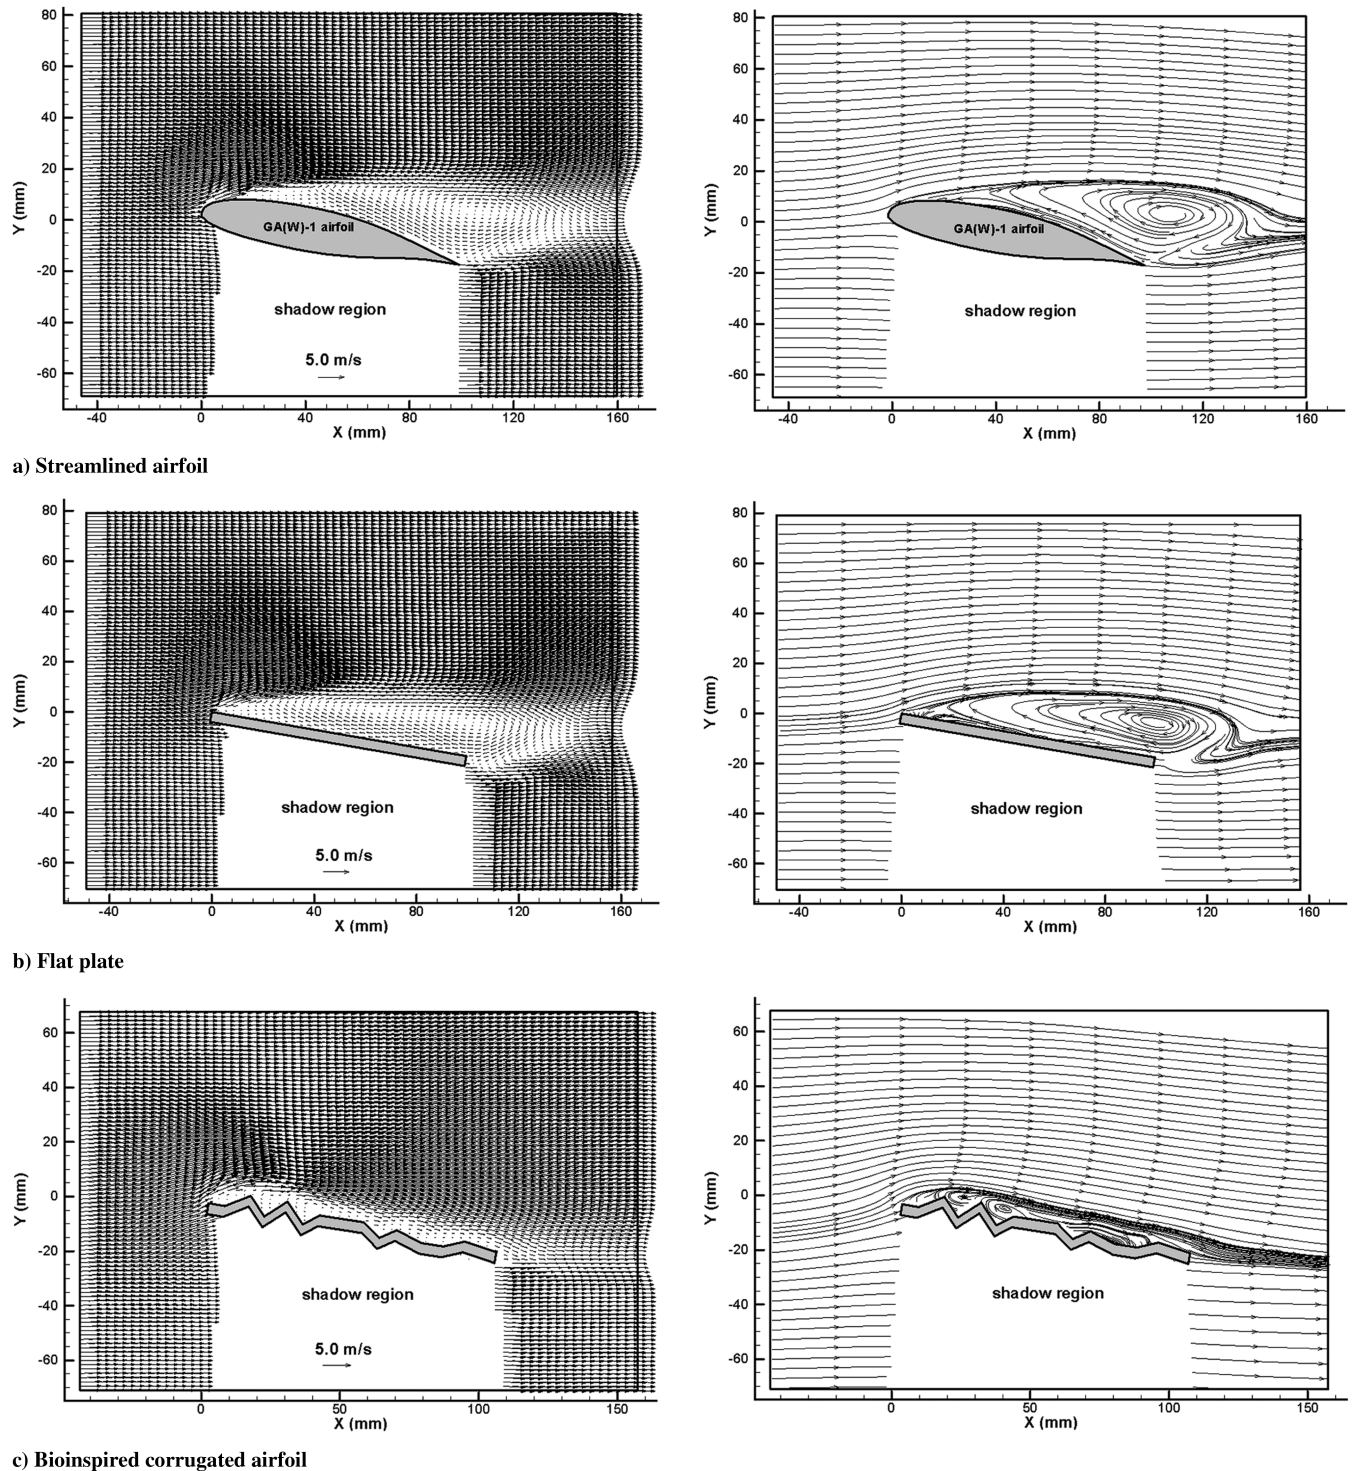 80
60
40
20
0
-20
-40
-60
Y (mm)
GA(W)-1 airfoil
shadow region
5.0 m/s
-40 0 40 80 120 160
X (mm)
80
60
40
20
0
-20
-40
-60
Y (mm)
GA(W)-1 airfoil
shadow region
-40 0 40 80 120 160
X (mm)
a) Streamlined airfoil
80
60
40
20
0
-20
-40
-60
Y (mm)
shadow region
5.0 m/s
-40 0 40 80 120 160
X (mm)
80
60
40
20
0
-20
-40
-60
Y (mm)
shadow region
-40 0 40 80 120 160
X (mm)
b) Flat plate
60
40
20
0
-20
-40
-60
Y (mm)
shadow region
5.0 m/s
0 50 100 150
X (mm)
60
40
20
0
-20
-40
-60
Y (mm)
shadow region
0 50 100 150
X (mm)
c) Bioinspired corrugated airfoil